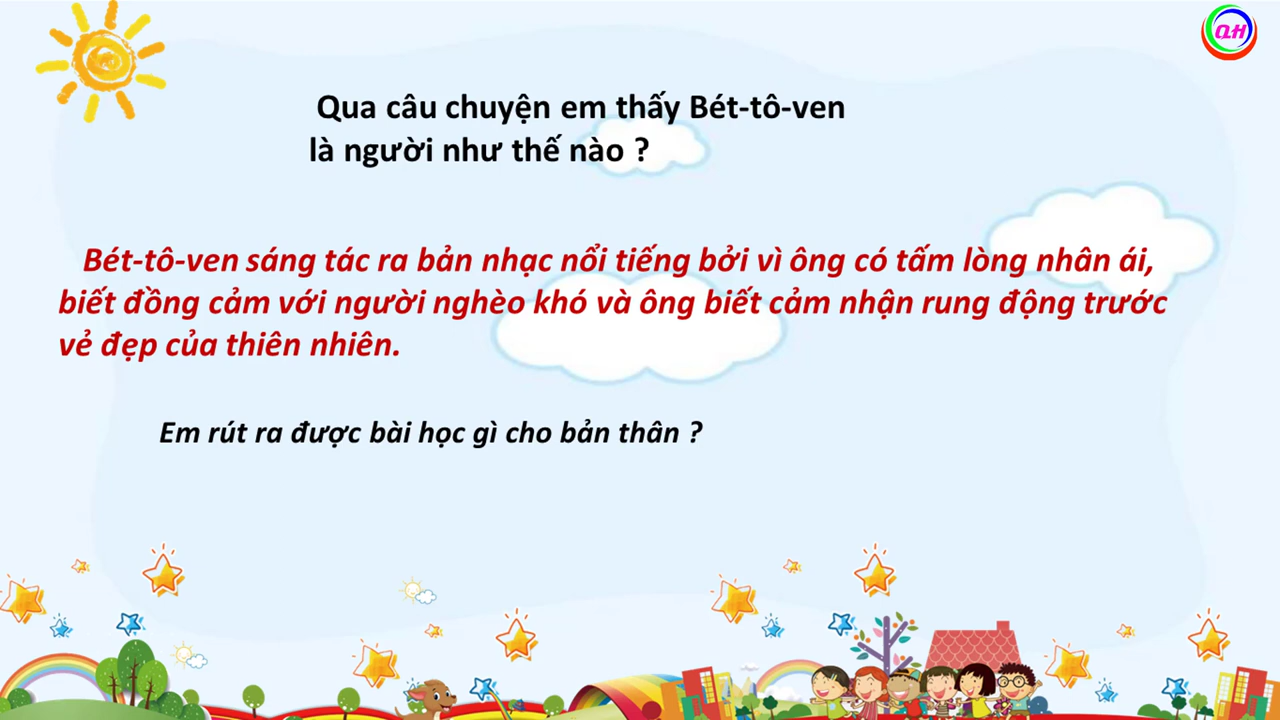 QH
Qua câu chuyện em thấy Bét-tô-ven
là người như thế nào ?
Bét-tô-ven sáng tác ra bản nhạc nổi tiếng bởi vì ông có tấm lòng nhân ái,
biết đồng cảm với người nghèo khó và ông biết cảm nhận rung động trước
vẻ đẹp của thiên nhiên.
Em rút ra được bài học gì cho bản thân ?